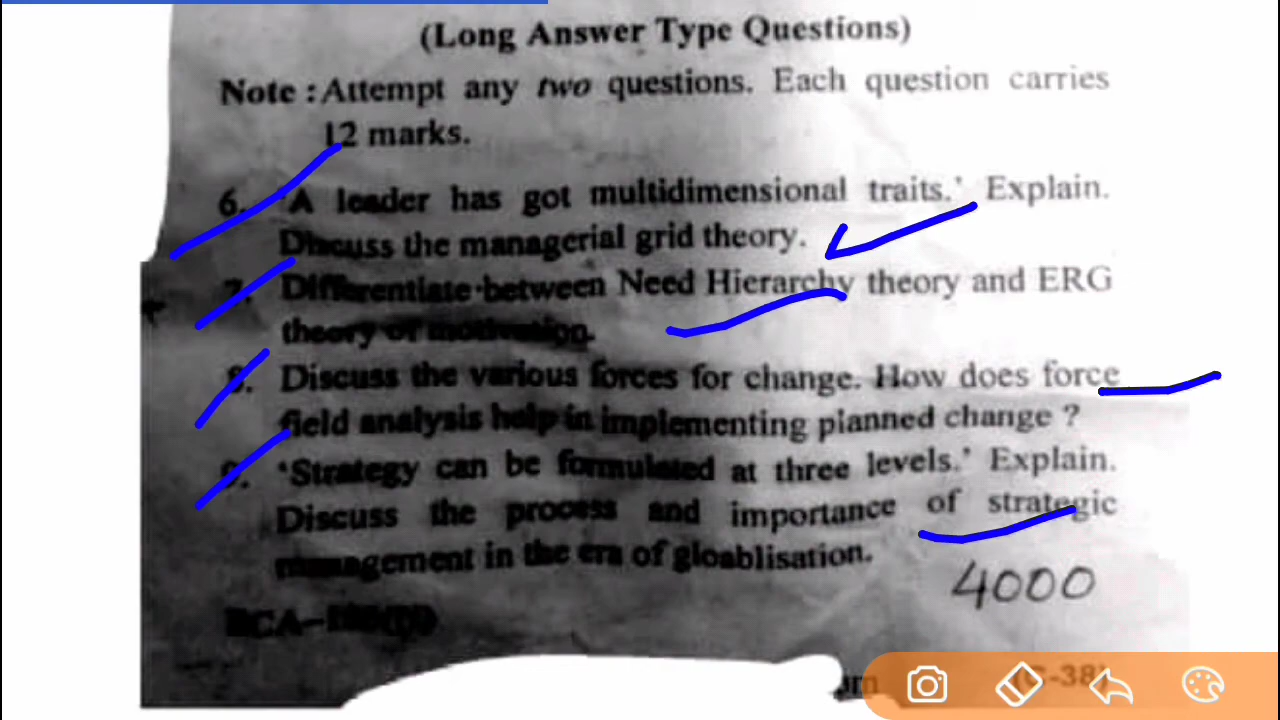 (Long Answer Type Questions)
Note : Attempt any two questions. Each question carries
12 marks.
6. 'A leader has got multidimensional traits.' Explain.
Discuss the managerial grid theory.
7. Differentiate between Need Hierarchy theory and ERG
theory of motivation.
8. Discuss the various forces for change. How does force
field analysis help in implementing planned change ?
9. 'Strategy can be formulated at three levels.' Explain.
Discuss the process and importance of strategic
management in the era of gloablisation.
4000